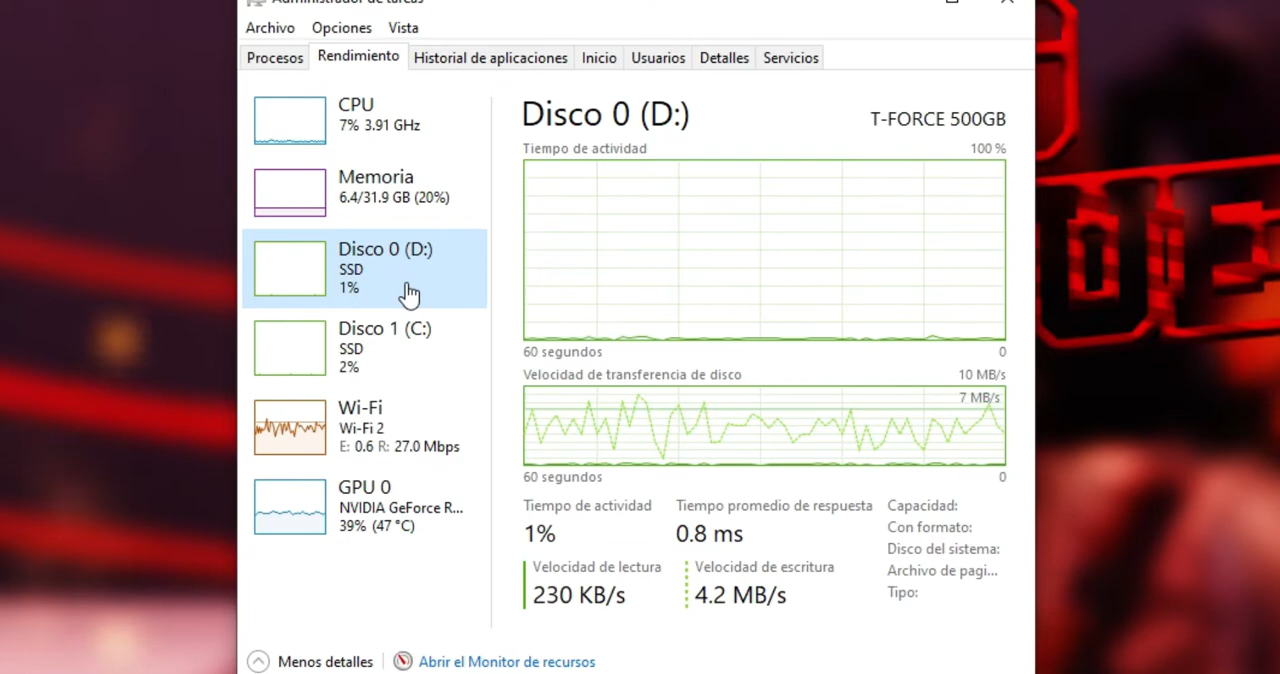 Administrador de tareas
Archivo Opciones Vista
Procesos Rendimiento Historial de aplicaciones Inicio Usuarios Detalles Servicios
CPU
7% 3.91 GHz
Memoria
6.4/31.9 GB (20%)
Disco 0 (D:)
SSD
1%
Disco 1 (C:)
SSD
2%
Wi-Fi
Wi-Fi 2
E: 0.6 R: 27.0 Mbps
GPU 0
NVIDIA GeForce R...
39% (47 °C)
Disco 0 (D:) T-FORCE 500GB
Tiempo de actividad 100 %
60 segundos 0
Velocidad de transferencia de disco 10 MB/s
7 MB/s
60 segundos 0
Tiempo de actividad
1%
Tiempo promedio de respuesta
0.8 ms
Velocidad de lectura
230 KB/s
Velocidad de escritura
4.2 MB/s
Capacidad:
Con formato:
Disco del sistema:
Archivo de pagi...
Tipo:
Menos detalles Abrir el Monitor de recursos